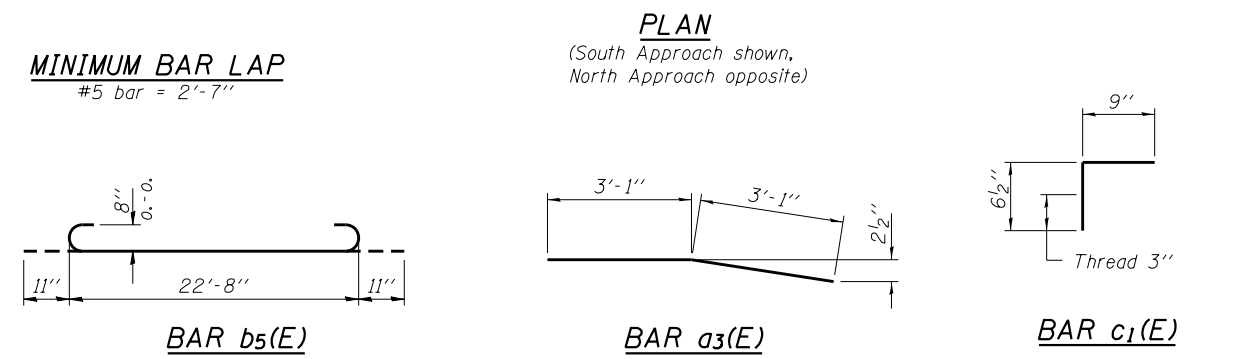 PLAN
(South Approach shown,
North Approach opposite)
MINIMUM BAR LAP
#5 bar = 2'-7"
8"
0.-0.
11"
22'-8"
11"
BAR b5(E)
3'-1"
3'-1"
2½"
BAR a3(E)
9"
6½"
Thread 3"
BAR c1(E)